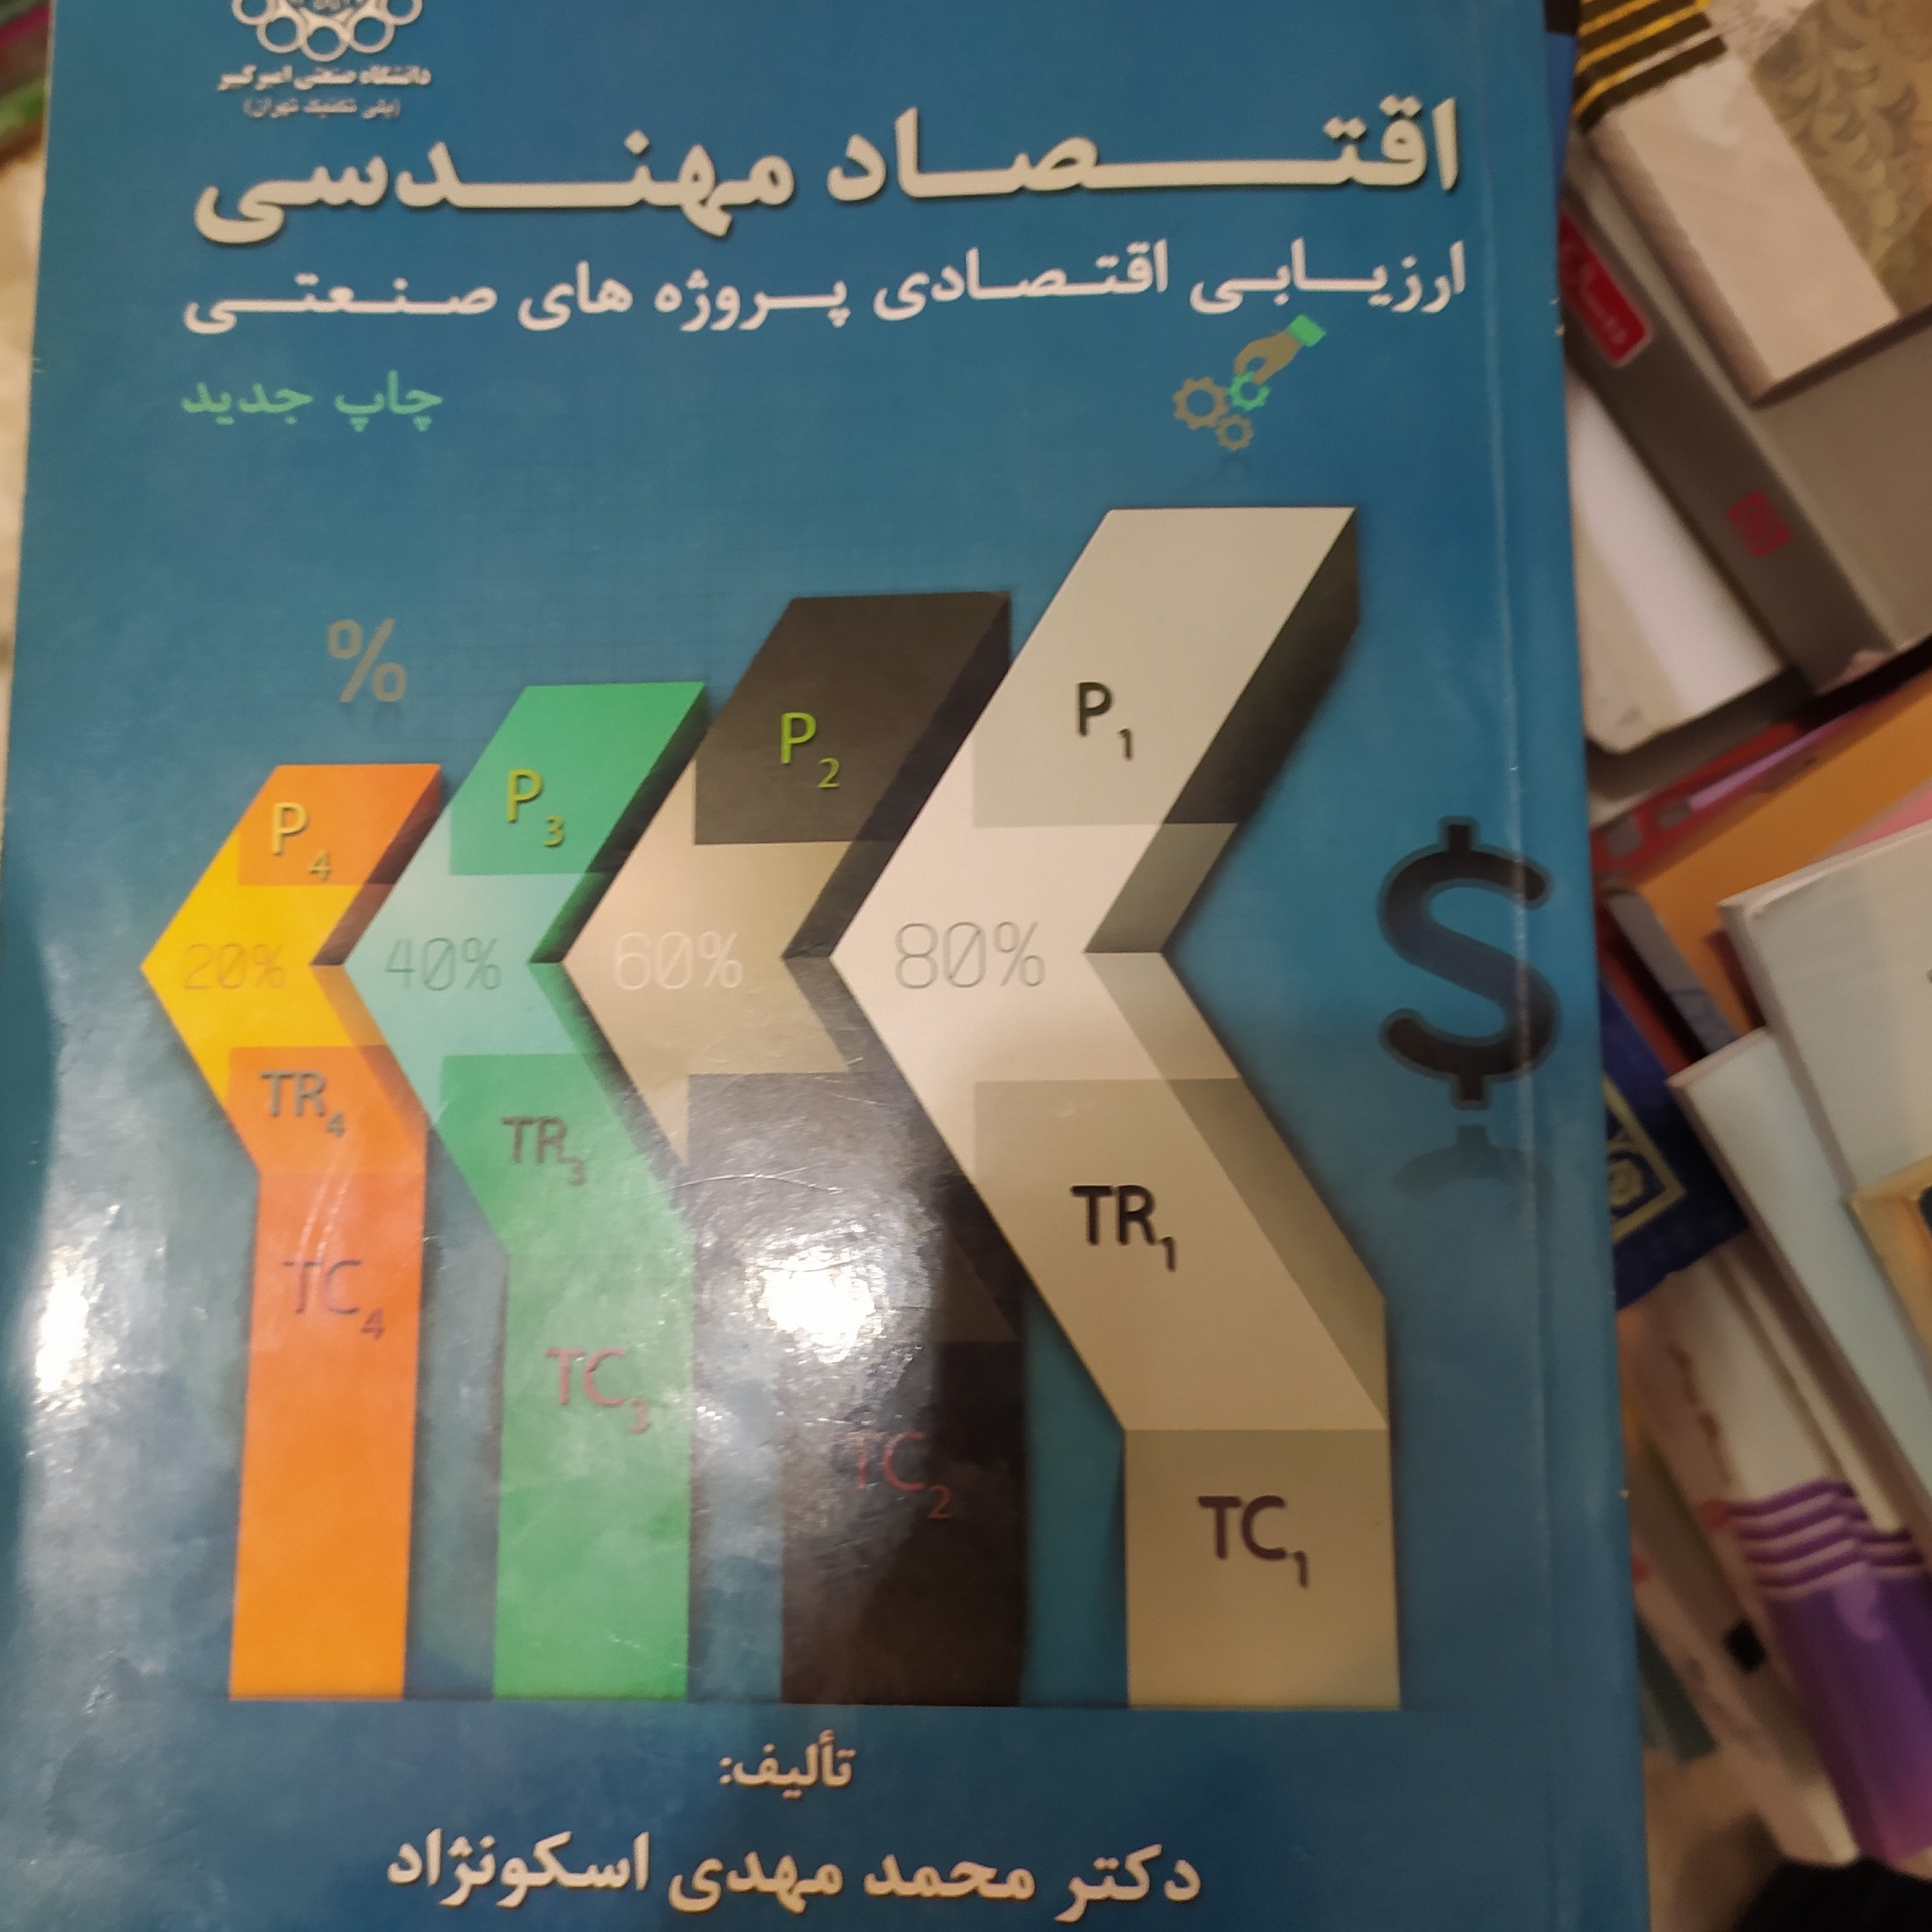 دانشگاه صنعتی امیرکبیر
(پلی تکنیک تهران)
اقتصاد مهندسی
ارزیابی اقتصادی پروژه های صنعتی
چاپ جدید
%
P1
P2
P3
P4
20%
40%
60%
80%
$
TR4
TR3
TR1
TC4
TC3
TC2
TC1
تألیف:
دکتر محمد مهدی اسکونژاد